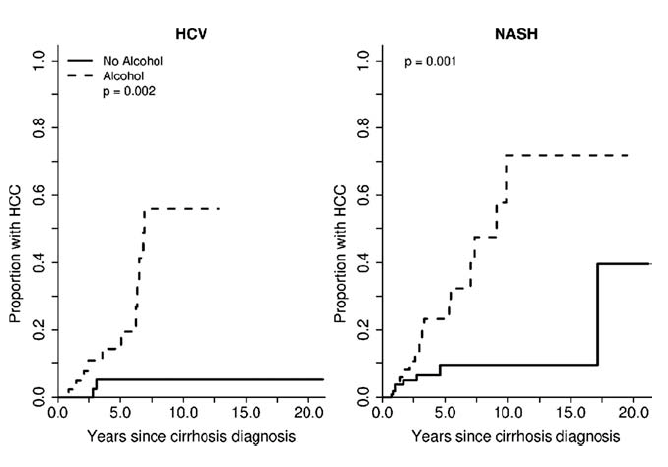 HCV
No Alcohol
Alcohol
p = 0.002
Proportion with HCC
1.0
0.8
0.6
0.4
0.2
0.0
0.0 5.0 10.0 15.0 20.0
Years since cirrhosis diagnosis
NASH
p = 0.001
Proportion with HCC
1.0
0.8
0.6
0.4
0.2
0.0
0.0 5.0 10.0 15.0 20.0
Years since cirrhosis diagnosis